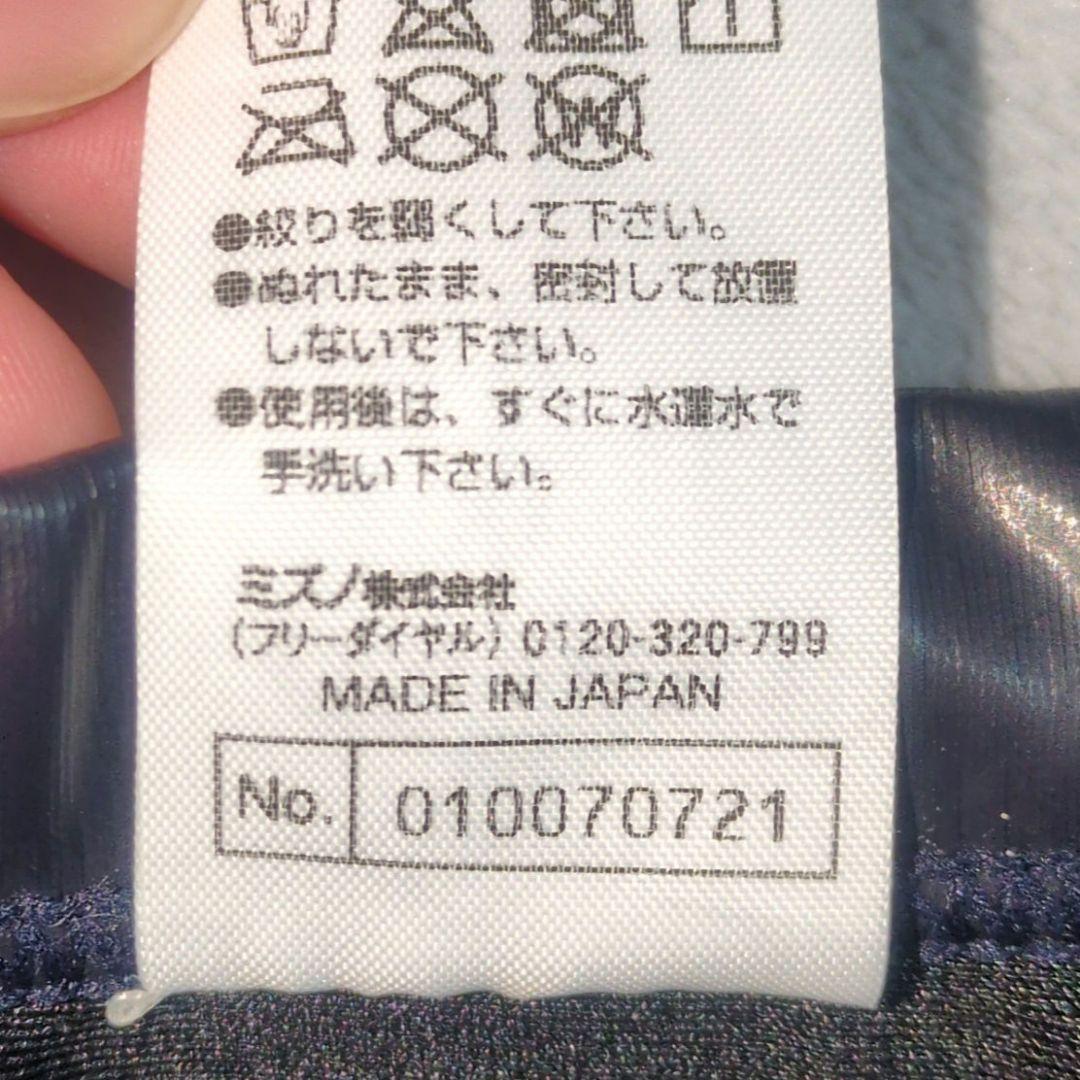 ●絞りを弱くして下さい。
●ぬれたまま、密封して放置
しないで下さい。
●使用後は、すぐに水道水で
手洗い下さい。
ミズノ株式会社
(フリーダイヤル) 0120-320-799
MADE IN JAPAN
No. 010070721